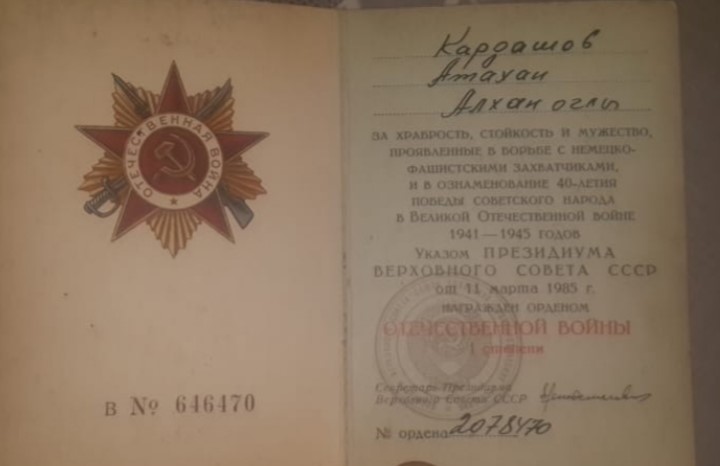 ОТЕЧЕСТВЕННАЯ ВОЙНА
В № 646470
Кардашов
Атахан
Алхан оглы
ЗА ХРАБРОСТЬ, СТОЙКОСТЬ И МУЖЕСТВО,
ПРОЯВЛЕННЫЕ В БОРЬБЕ С НЕМЕЦКО-
ФАШИСТСКИМИ ЗАХВАТЧИКАМИ,
И В ОЗНАМЕНОВАНИЕ 40-ЛЕТИЯ
ПОБЕДЫ СОВЕТСКОГО НАРОДА
В ВЕЛИКОЙ ОТЕЧЕСТВЕННОЙ ВОЙНЕ
1941—1945 ГОДОВ
УКАЗОМ ПРЕЗИДИУМА
ВЕРХОВНОГО СОВЕТА СССР
от 11 марта 1985 г.
НАГРАЖДЕН ОРДЕНОМ
ОТЕЧЕСТВЕННОЙ ВОЙНЫ
I степени
Секретарь Президиума
Верховного Совета СССР
№ ордена 2078470